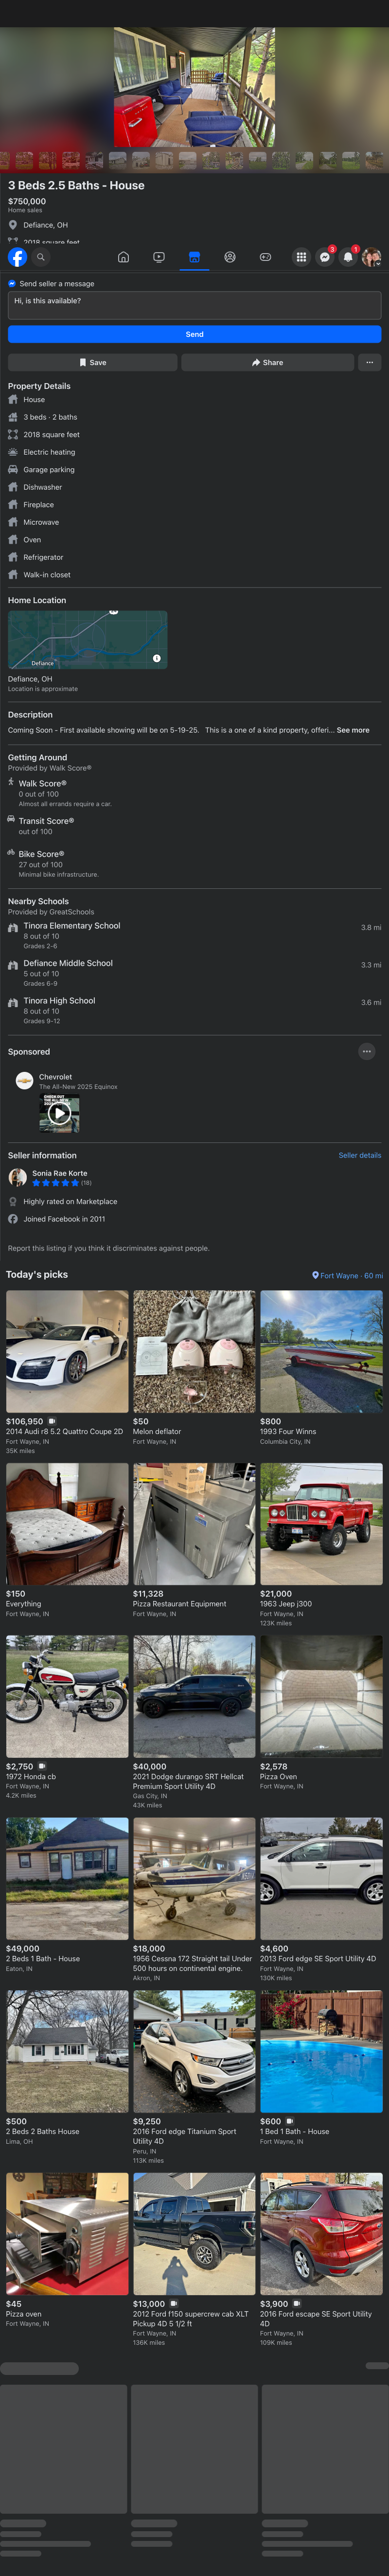 3 Beds 2.5 Baths - House
$750,000
Home sales
Defiance, OH
2018 square feet
3
1
Send seller a message
Hi, is this available?
Send
Save
Share
Property Details
House
3 beds · 2 baths
2018 square feet
Electric heating
Garage parking
Dishwasher
Fireplace
Microwave
Oven
Refrigerator
Walk-in closet
Home Location
Defiance
Defiance, OH
Location is approximate
Description
Coming Soon - First available showing will be on 5-19-25. This is a one of a kind property, offeri... See more
Getting Around
Provided by Walk Score®
Walk Score®
0 out of 100
Almost all errands require a car.
Transit Score®
out of 100
Bike Score®
27 out of 100
Minimal bike infrastructure.
Nearby Schools
Provided by GreatSchools
Tinora Elementary School
3.8 mi
8 out of 10
Grades 2-6
Defiance Middle School
3.3 mi
5 out of 10
Grades 6-9
Tinora High School
3.6 mi
8 out of 10
Grades 9-12
Sponsored
Chevrolet
The All-New 2025 Equinox
CHECK OUT
Seller information
Seller details
Sonia Rae Korte
(18)
Highly rated on Marketplace
Joined Facebook in 2011
Report this listing if you think it discriminates against people.
Today's picks
Fort Wayne · 60 mi
$106,950
2014 Audi r8 5.2 Quattro Coupe 2D
Fort Wayne, IN
35K miles
$50
Melon deflator
Fort Wayne, IN
$800
1993 Four Winns
Columbia City, IN
$150
Everything
Fort Wayne, IN
$11,328
Pizza Restaurant Equipment
Fort Wayne, IN
$21,000
1963 Jeep j300
Fort Wayne, IN
123K miles
$2,750
1972 Honda cb
Fort Wayne, IN
4.2K miles
$40,000
2021 Dodge durango SRT Hellcat
Premium Sport Utility 4D
Gas City, IN
43K miles
$2,578
Pizza Oven
Fort Wayne, IN
$49,000
2 Beds 1 Bath - House
Eaton, IN
$18,000
1956 Cessna 172 Straight tail Under
500 hours on continental engine.
Akron, IN
$4,600
2013 Ford edge SE Sport Utility 4D
Fort Wayne, IN
130K miles
$500
2 Beds 2 Baths House
Lima, OH
$9,250
2016 Ford edge Titanium Sport
Utility 4D
Peru, IN
113K miles
$600
1 Bed 1 Bath - House
Fort Wayne, IN
$45
Pizza oven
Fort Wayne, IN
$13,000
2012 Ford f150 supercrew cab XLT
Pickup 4D 5 1/2 ft
Fort Wayne, IN
136K miles
$3,900
2016 Ford escape SE Sport Utility
4D
Fort Wayne, IN
109K miles